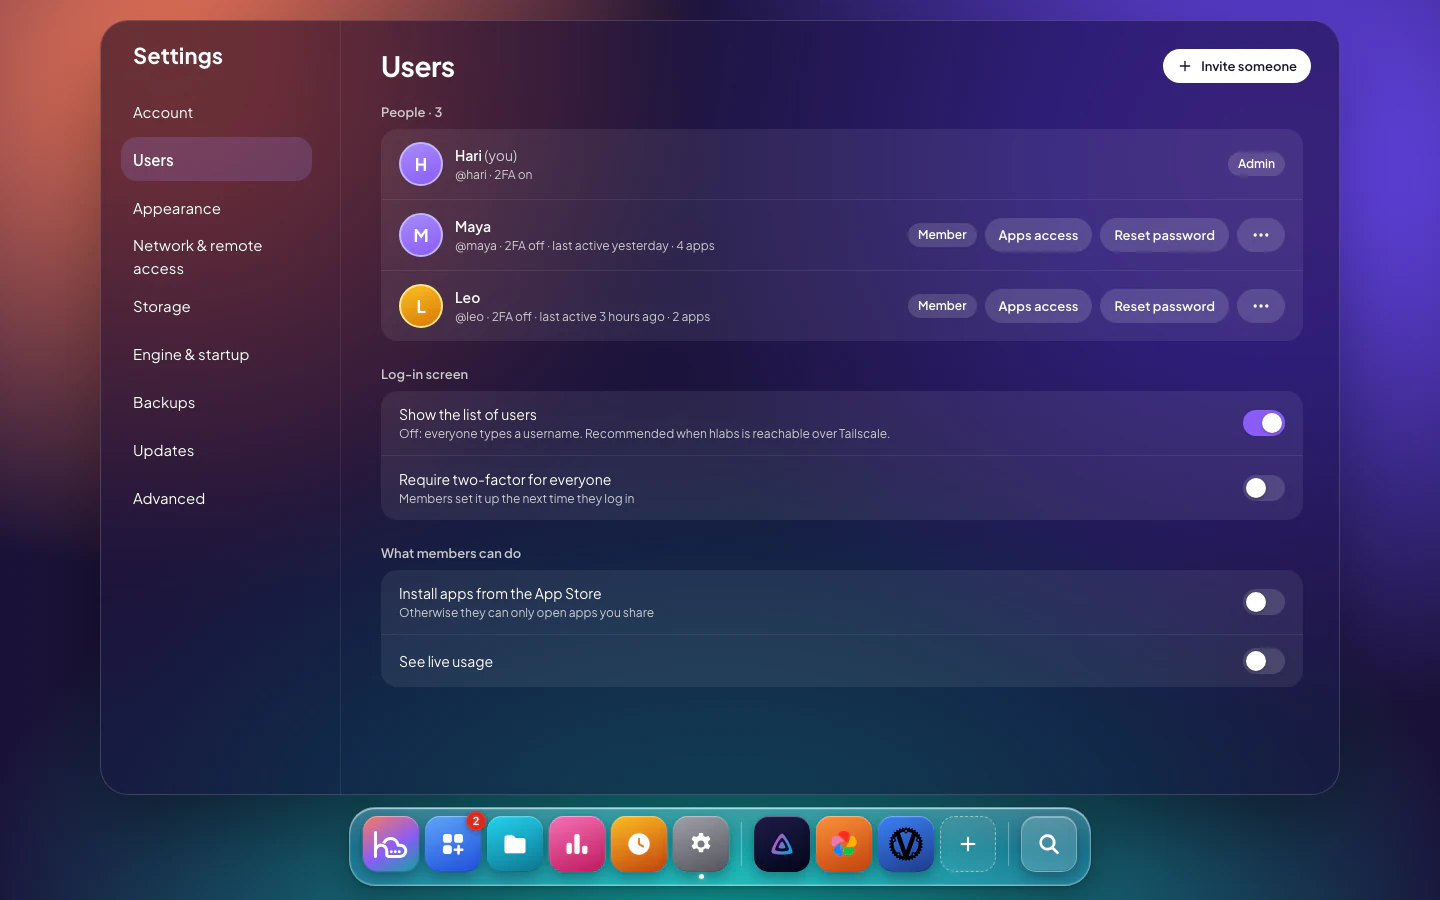 Settings
Account
Users
Appearance
Network & remote
access
Storage
Engine & startup
Backups
Updates
Advanced
Users
Invite someone
People · 3
H
Hari (you)
@hari · 2FA on
Admin
M
Maya
@maya · 2FA off · last active yesterday · 4 apps
Member
Apps access
Reset password
L
Leo
@leo · 2FA off · last active 3 hours ago · 2 apps
Member
Apps access
Reset password
Log-in screen
Show the list of users
Off: everyone types a username. Recommended when hlabs is reachable over Tailscale.
Require two-factor for everyone
Members set it up the next time they log in
What members can do
Install apps from the App Store
Otherwise they can only open apps you share
See live usage
2